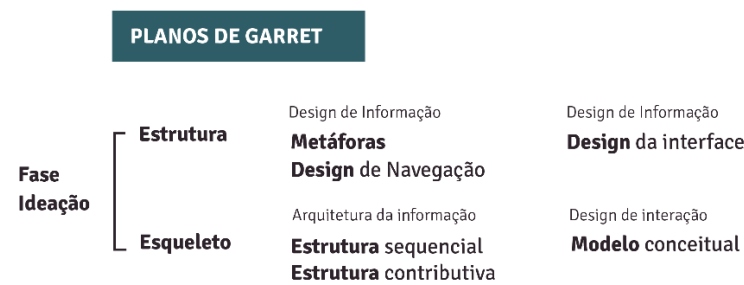 PLANOS DE GARRET
Fase
Ideação
Estrutura
Design de Informação
Metáforas
Design de Navegação
Design de Informação
Design da interface
Esqueleto
Arquitetura da informação
Estrutura sequencial
Estrutura contributiva
Design de interação
Modelo conceitual